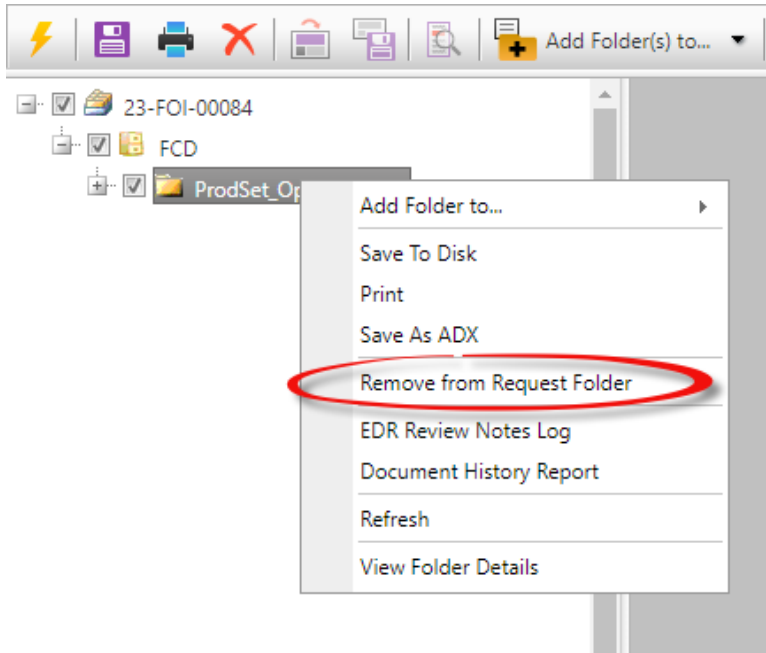 Add Folder(s) to...
23-FOI-00084
FCD
ProdSet_Op
Add Folder to...
Save To Disk
Print
Save As ADX
Remove from Request Folder
EDR Review Notes Log
Document History Report
Refresh
View Folder Details